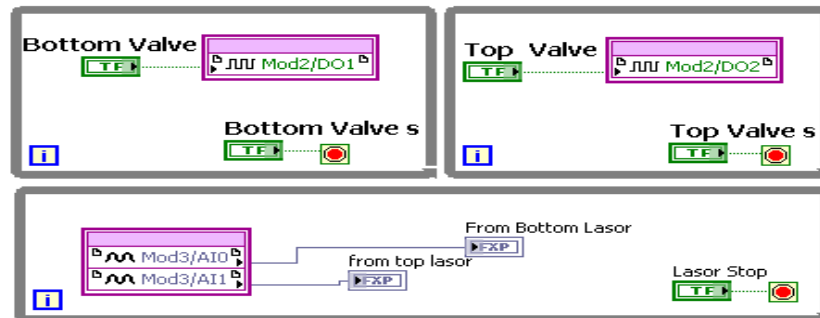 Bottom Valve
TF
Mod2/DO1
Bottom Valve s
TF
i
Top Valve
TF
Mod2/DO2
Top Valve s
TF
i
Mod3/AI0
Mod3/AI1
From Bottom Lasor
FXP
from top lasor
FXP
Lasor Stop
TF
i